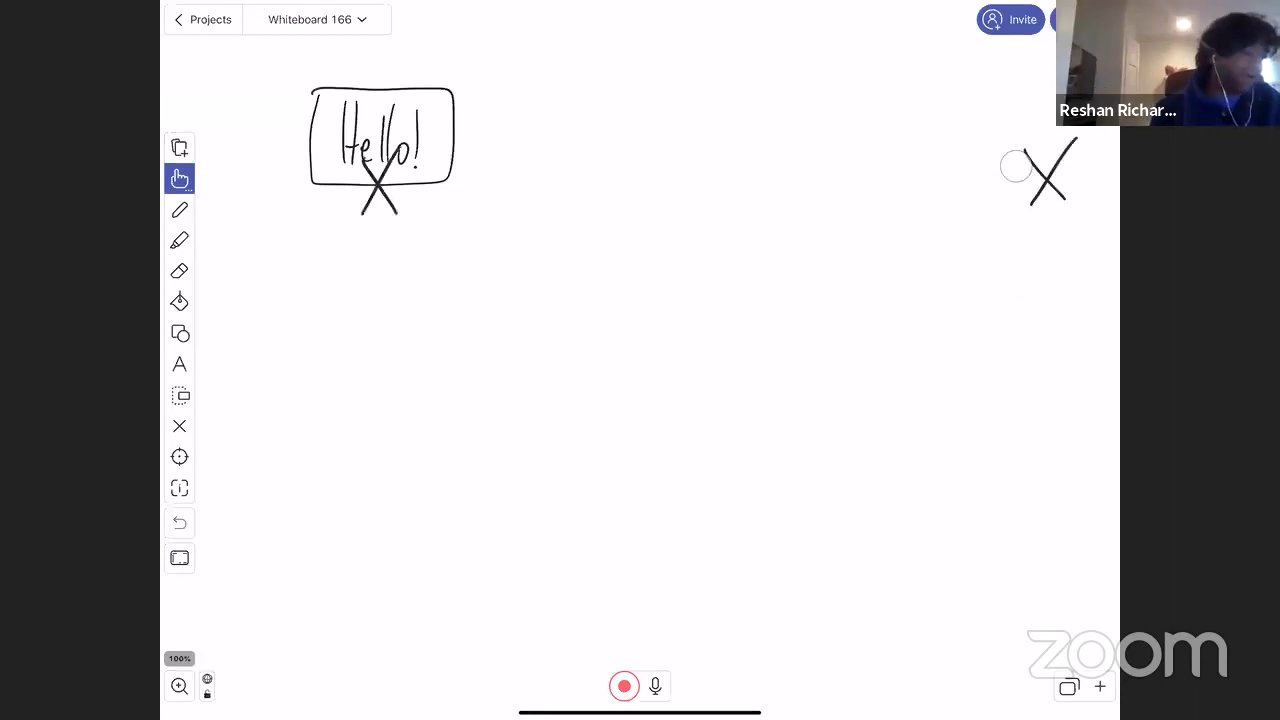 Projects
Whiteboard 166
Invite
Reshan Richar...
Hello!
X
X
A
100%
zoom